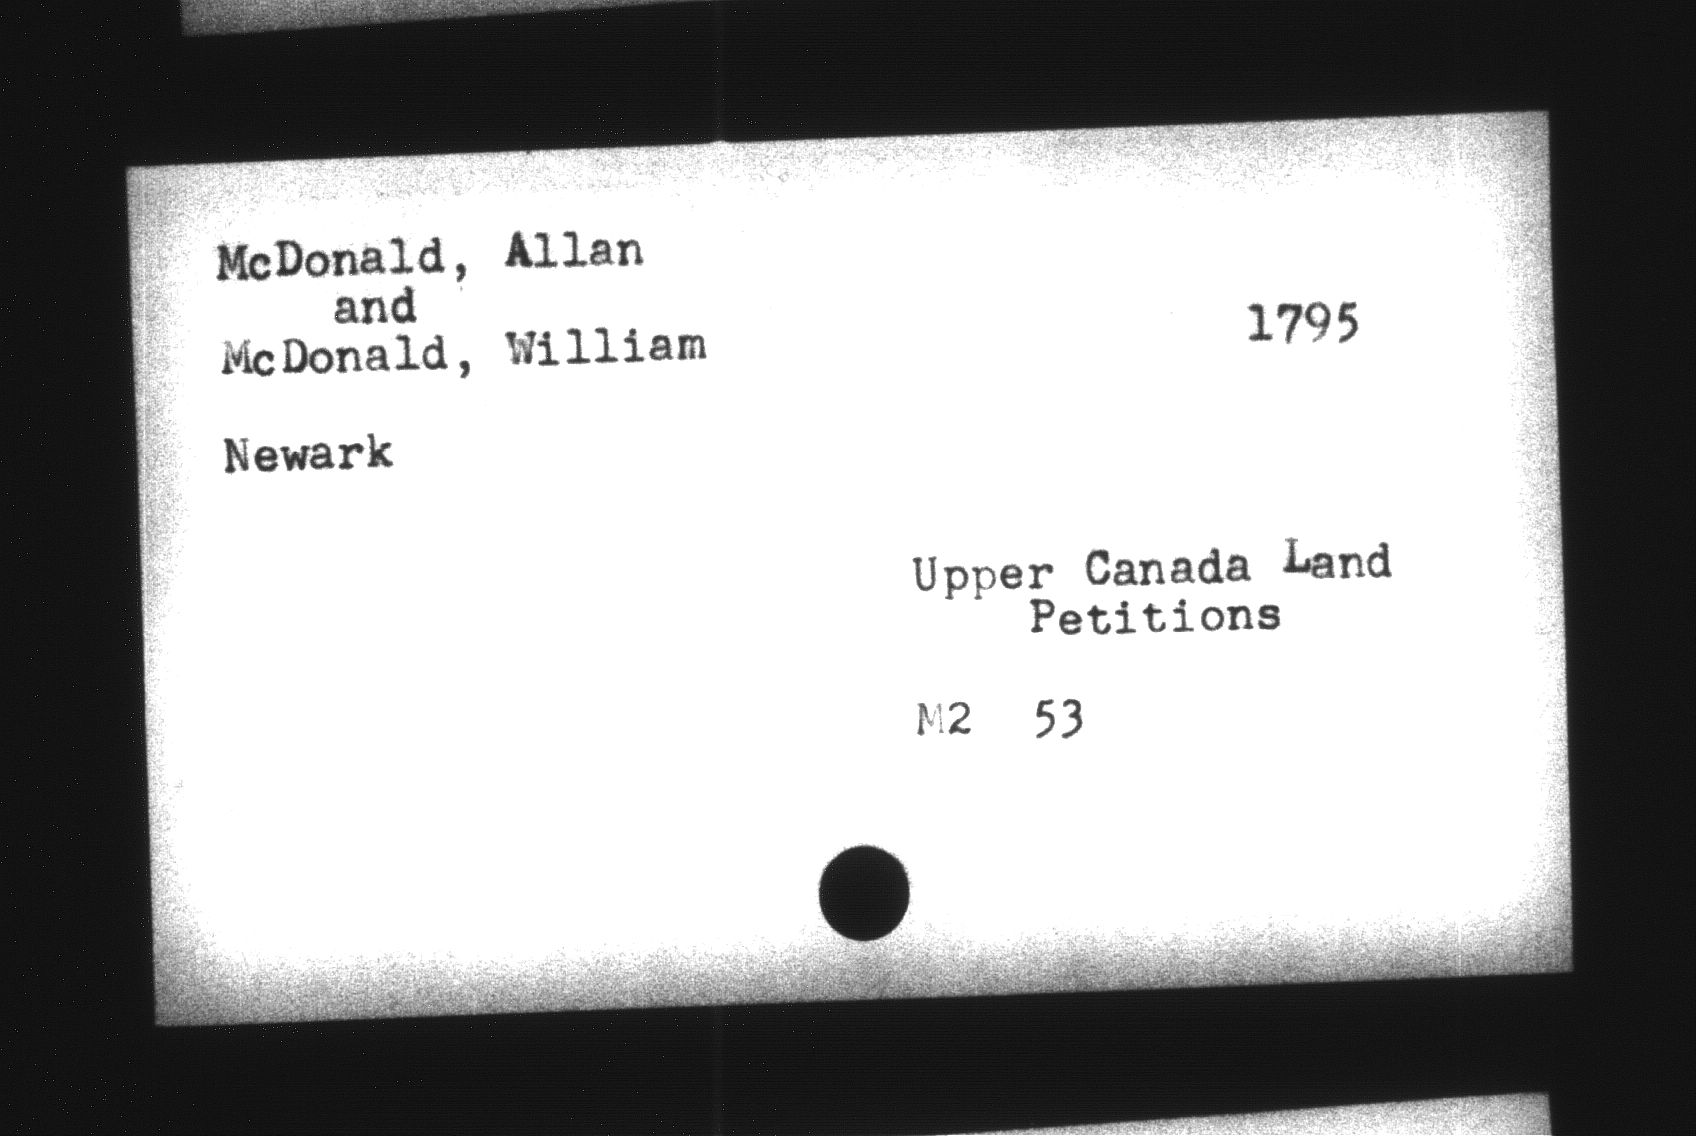 McDonald, Allan
and
McDonald, William
1795
Newark
Upper Canada Land
Petitions
M2 53